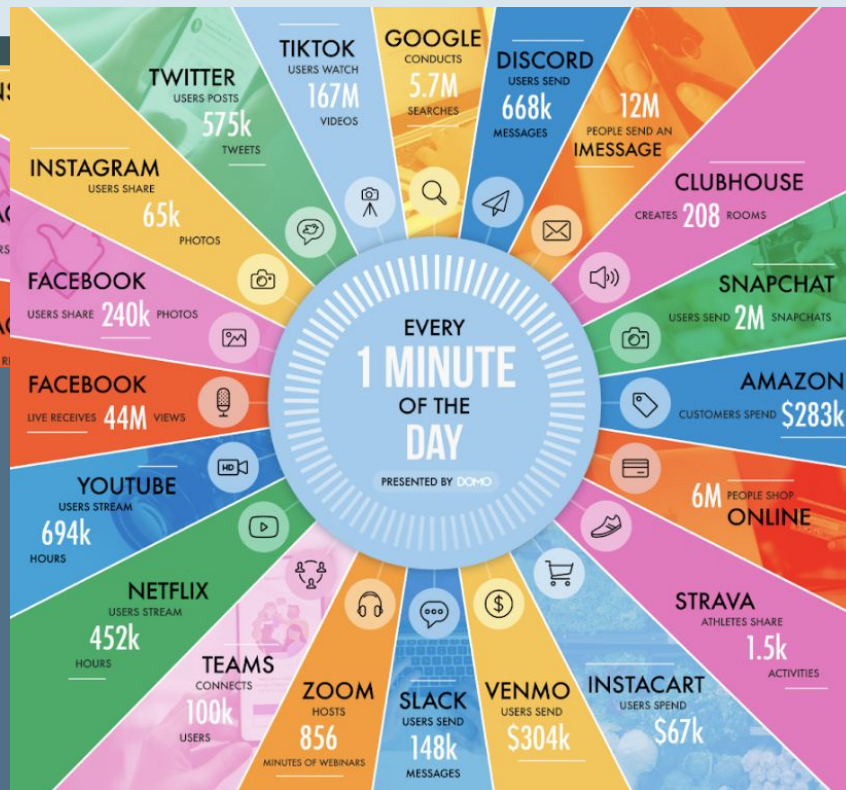 EVERY
1 MINUTE
OF THE
DAY
PRESENTED BY DOMO
GOOGLE
CONDUCTS
5.7M
SEARCHES
DISCORD
USERS SEND
668k
MESSAGES
12M
PEOPLE SEND AN
IMESSAGE
CLUBHOUSE
CREATES 208 ROOMS
SNAPCHAT
USERS SEND 2M SNAPCHATS
AMAZON
CUSTOMERS SPEND $283k
6M PEOPLE SHOP
ONLINE
STRAVA
ATHLETES SHARE
1.5k
ACTIVITIES
INSTACART
USERS SPEND
$67k
VENMO
USERS SEND
$304k
SLACK
USERS SEND
148k
MESSAGES
ZOOM
HOSTS
856
MINUTES OF WEBINARS
TEAMS
CONNECTS
100k
USERS
NETFLIX
USERS STREAM
452k
HOURS
YOUTUBE
USERS STREAM
694k
HOURS
FACEBOOK
LIVE RECEIVES 44M VIEWS
FACEBOOK
USERS SHARE 240k PHOTOS
INSTAGRAM
USERS SHARE
65k
PHOTOS
TWITTER
USERS POSTS
575k
TWEETS
TIKTOK
USERS WATCH
167M
VIDEOS
HD